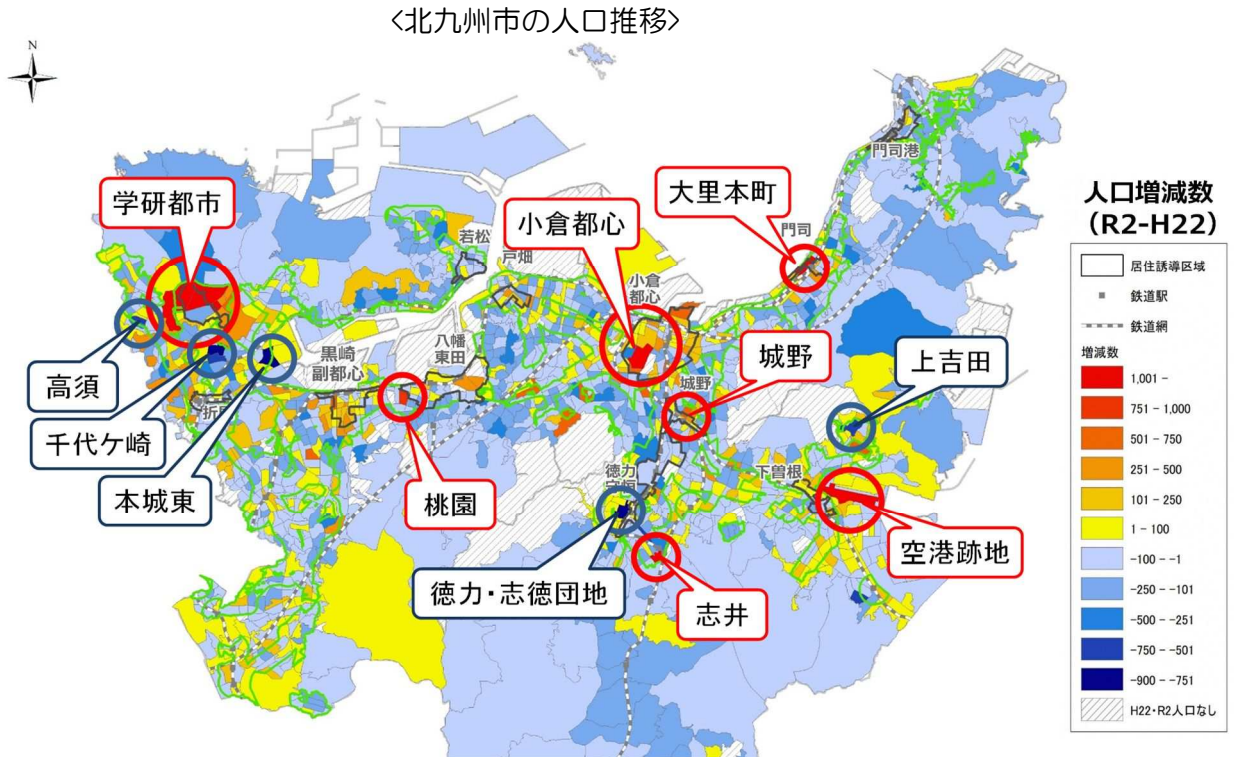 <北九州市の人口推移>
N
門司港
学研都市
大里本町
小倉都心
門司
若松
戸畑
小倉
都心
人口増減数
(R2-H22)
居住誘導区域
鉄道駅
鉄道網
増減数
1,001 -
751 - 1,000
501 - 750
251 - 500
101 - 250
1 - 100
-100 - -1
-250 - -101
-500 - -251
-750 - -501
-900 - -751
H22・R2人口なし
八幡
東田
黒崎
副都心
城野
城野
上吉田
高須
千代ケ崎
本城東
桃園
徳力
下曽根
空港跡地
徳力・志徳団地
志井